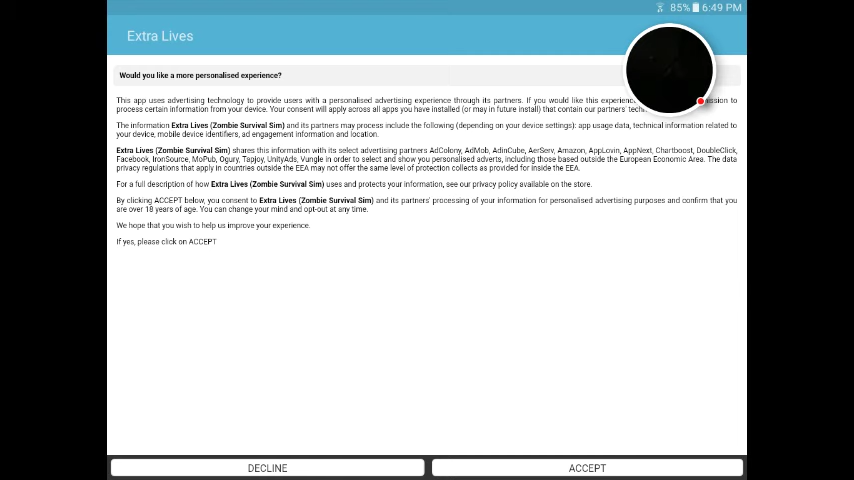 85% 6:49 PM
Extra Lives
Would you like a more personalised experience?
This app uses advertising technology to provide users with a personalised advertising experience through its partners. If you would like this to
process certain information from your device. Your consent will apply across all apps you have installed (or may in future install) that contain our partners'
The information Extra Lives (Zombie Survival Sim) and its partners may process include the following (depending on your device settings): app usage data, technical information related to
your device, mobile device identifiers, ad engagement information and location.
Extra Lives (Zombie Survival Sim) shares this information with its select advertising partners AdColony, AdMob, AdinCube, AerServ, Amazon, AppLovin, AppNext, Chartboost, DoubleClick,
Facebook, IronSource, MoPub, Ogury, Tapjoy, UnityAds, Vungle in order to select and show you personalised adverts, including those based outside the European Economic Area. The data
privacy regulations that apply in countries outside the EEA may not offer the same level of protection collects as provided for inside the EEA.
For a full description of how Extra Lives (Zombie Survival Sim) uses and protects your information, see our privacy policy available on the store.
By clicking ACCEPT below, you consent to Extra Lives (Zombie Survival Sim) and its partners' processing of your information for personalised advertising purposes and confirm that you
are over 18 years of age. You can change your mind and opt-out at any time.
We hope that you wish to help us improve your experience.
If yes, please click on ACCEPT
DECLINE
ACCEPT